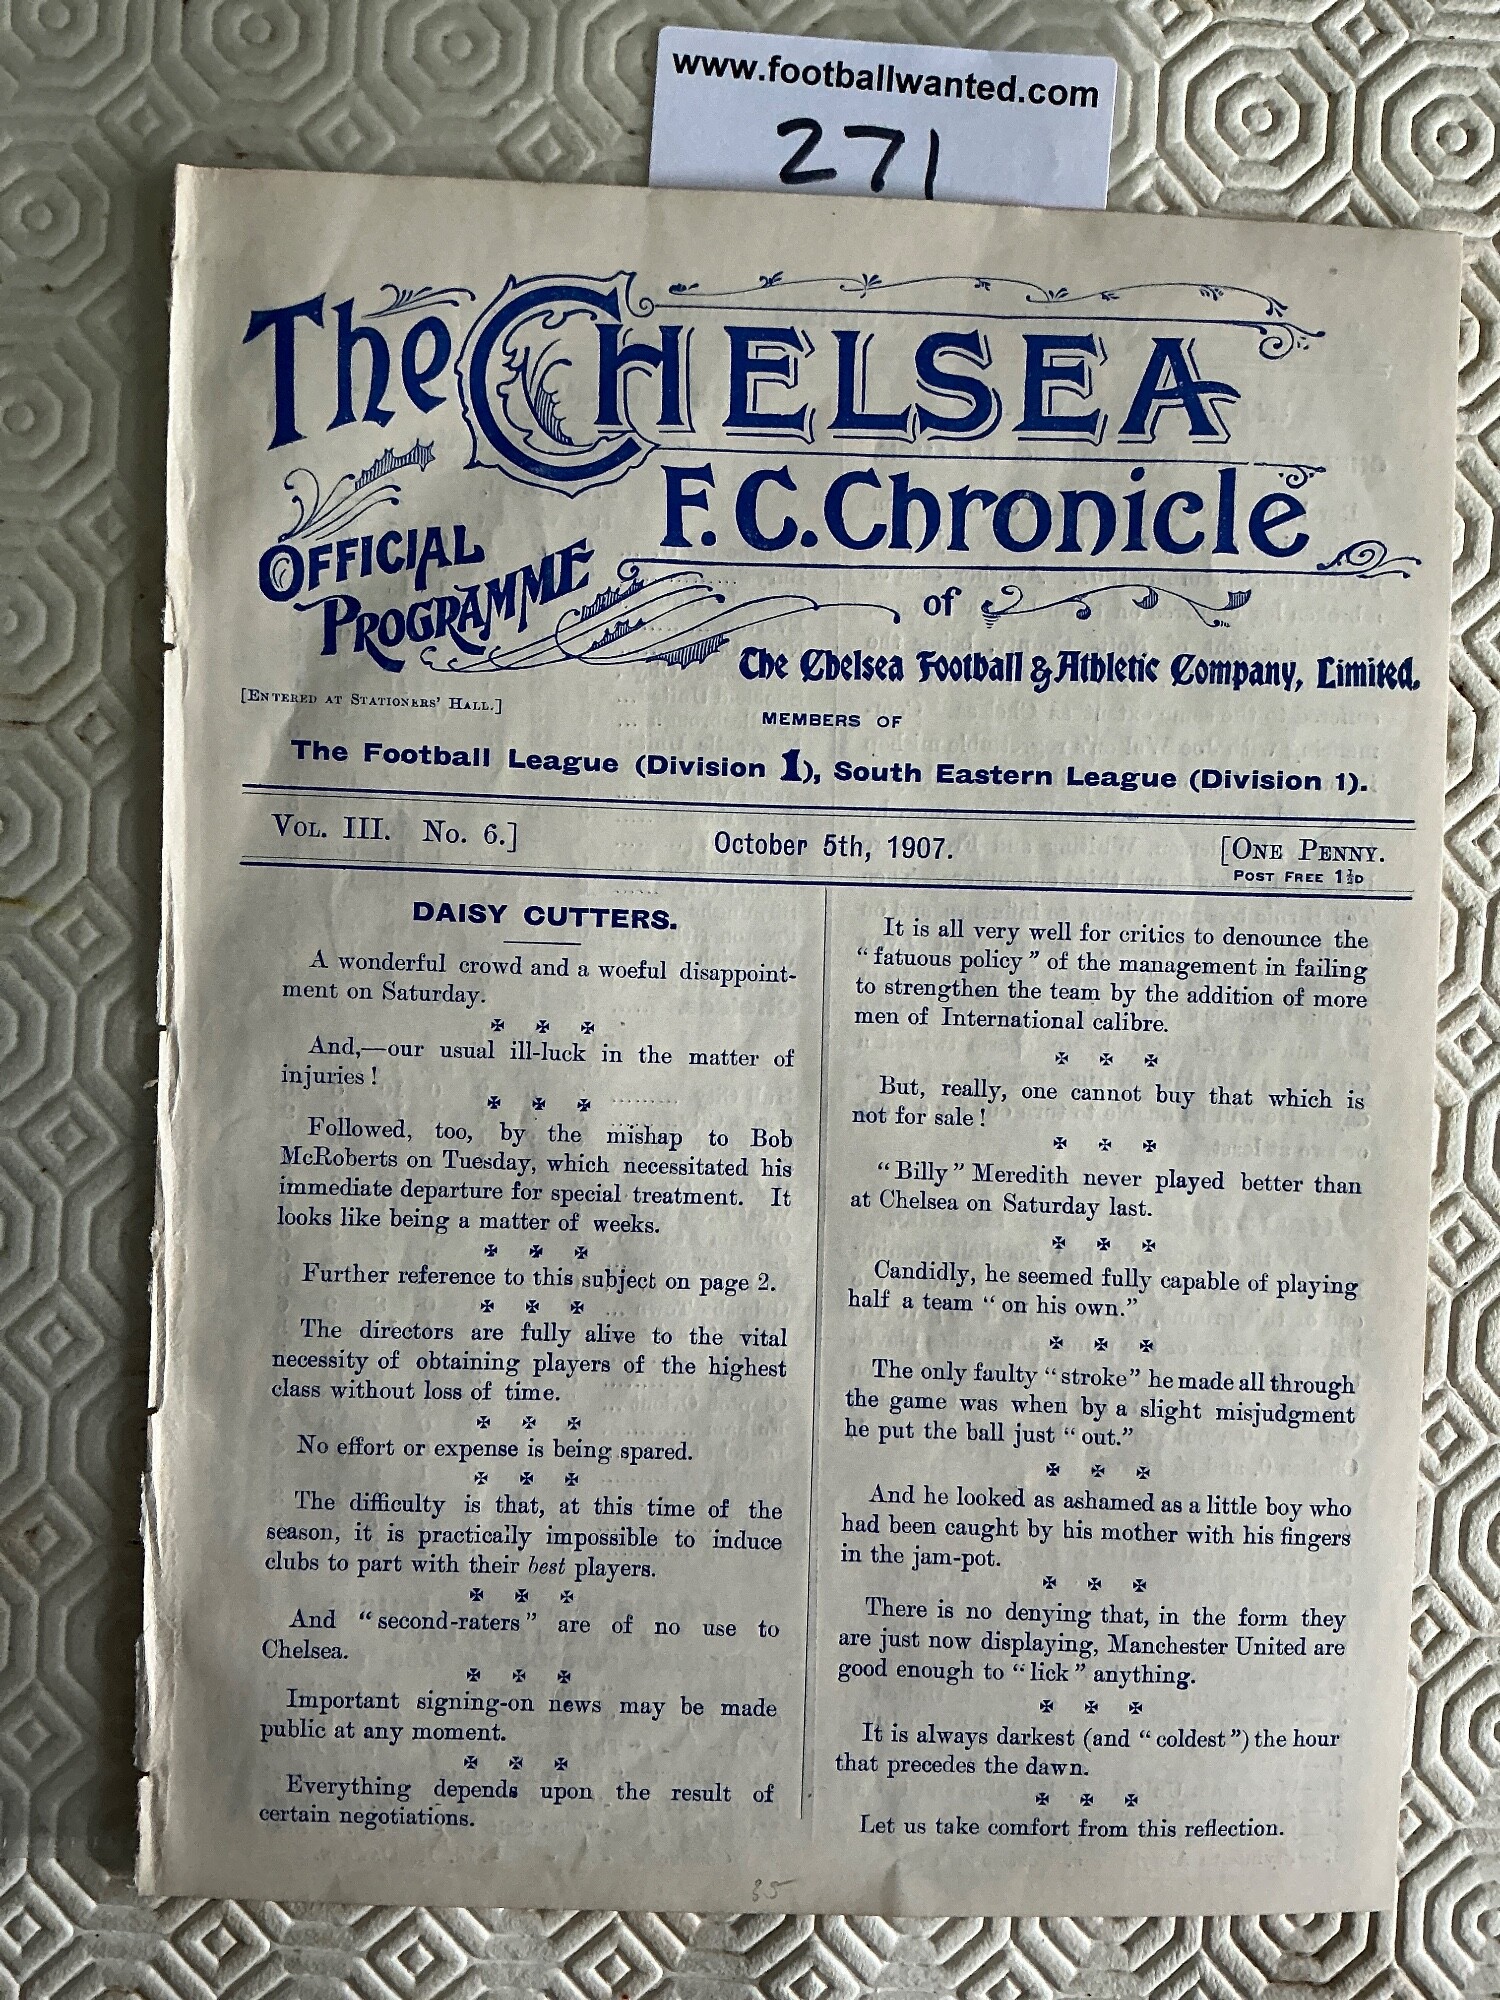 www.footballwanted.com
271
The CHELSEA
F.C. Chronicle
OFFICIAL
PROGRAMME
of
The Chelsea Football & Athletic Company, Limited.
[ENTERED AT STATIONERS' HALL.]
MEMBERS OF
The Football League (Division 1), South Eastern League (Division 1).
VOL. III. No. 6.] October 5th, 1907. [ONE PENNY.
POST FREE 1½D
DAISY CUTTERS.
A wonderful crowd and a woeful disappoint-
ment on Saturday.
✠ ✠ ✠
And,—our usual ill-luck in the matter of
injuries!
✠ ✠ ✠
Followed, too, by the mishap to Bob
McRoberts on Tuesday, which necessitated his
immediate departure for special treatment. It
looks like being a matter of weeks.
✠ ✠ ✠
Further reference to this subject on page 2.
✠ ✠ ✠
The directors are fully alive to the vital
necessity of obtaining players of the highest
class without loss of time.
✠ ✠ ✠
No effort or expense is being spared.
✠ ✠ ✠
The difficulty is that, at this time of the
season, it is practically impossible to induce
clubs to part with their best players.
✠ ✠ ✠
And "second-raters" are of no use to
Chelsea.
✠ ✠ ✠
Important signing-on news may be made
public at any moment.
✠ ✠ ✠
Everything depends upon the result of
certain negotiations.
It is all very well for critics to denounce the
"fatuous policy" of the management in failing
to strengthen the team by the addition of more
men of International calibre.
✠ ✠ ✠
But, really, one cannot buy that which is
not for sale!
✠ ✠ ✠
"Billy" Meredith never played better than
at Chelsea on Saturday last.
✠ ✠ ✠
Candidly, he seemed fully capable of playing
half a team "on his own."
✠ ✠ ✠
The only faulty "stroke" he made all through
the game was when by a slight misjudgment
he put the ball just "out."
✠ ✠ ✠
And he looked as ashamed as a little boy who
had been caught by his mother with his fingers
in the jam-pot.
✠ ✠ ✠
There is no denying that, in the form they
are just now displaying, Manchester United are
good enough to "lick" anything.
✠ ✠ ✠
It is always darkest (and "coldest") the hour
that precedes the dawn.
✠ ✠ ✠
Let us take comfort from this reflection.